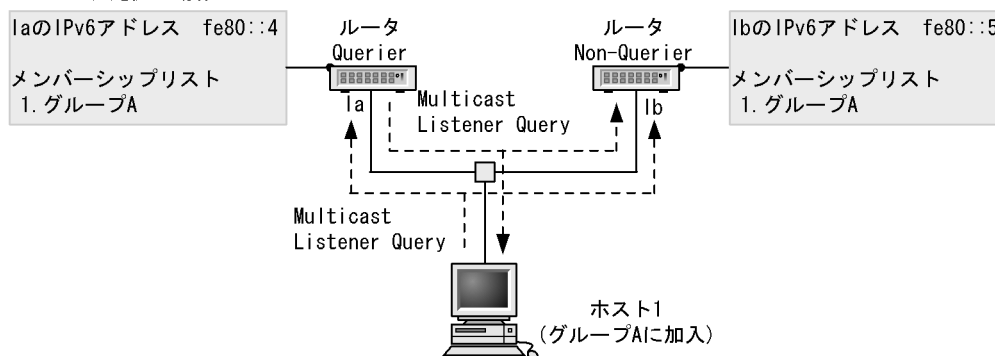 IaのIPv6アドレス fe80::4
メンバーシップリスト
1. グループA
ルータ
Querier
Ia
Multicast
Listener Query
ルータ
Non-Querier
Ib
IbのIPv6アドレス fe80::5
メンバーシップリスト
1. グループA
Multicast
Listener Query
ホスト1
(グループAに加入)